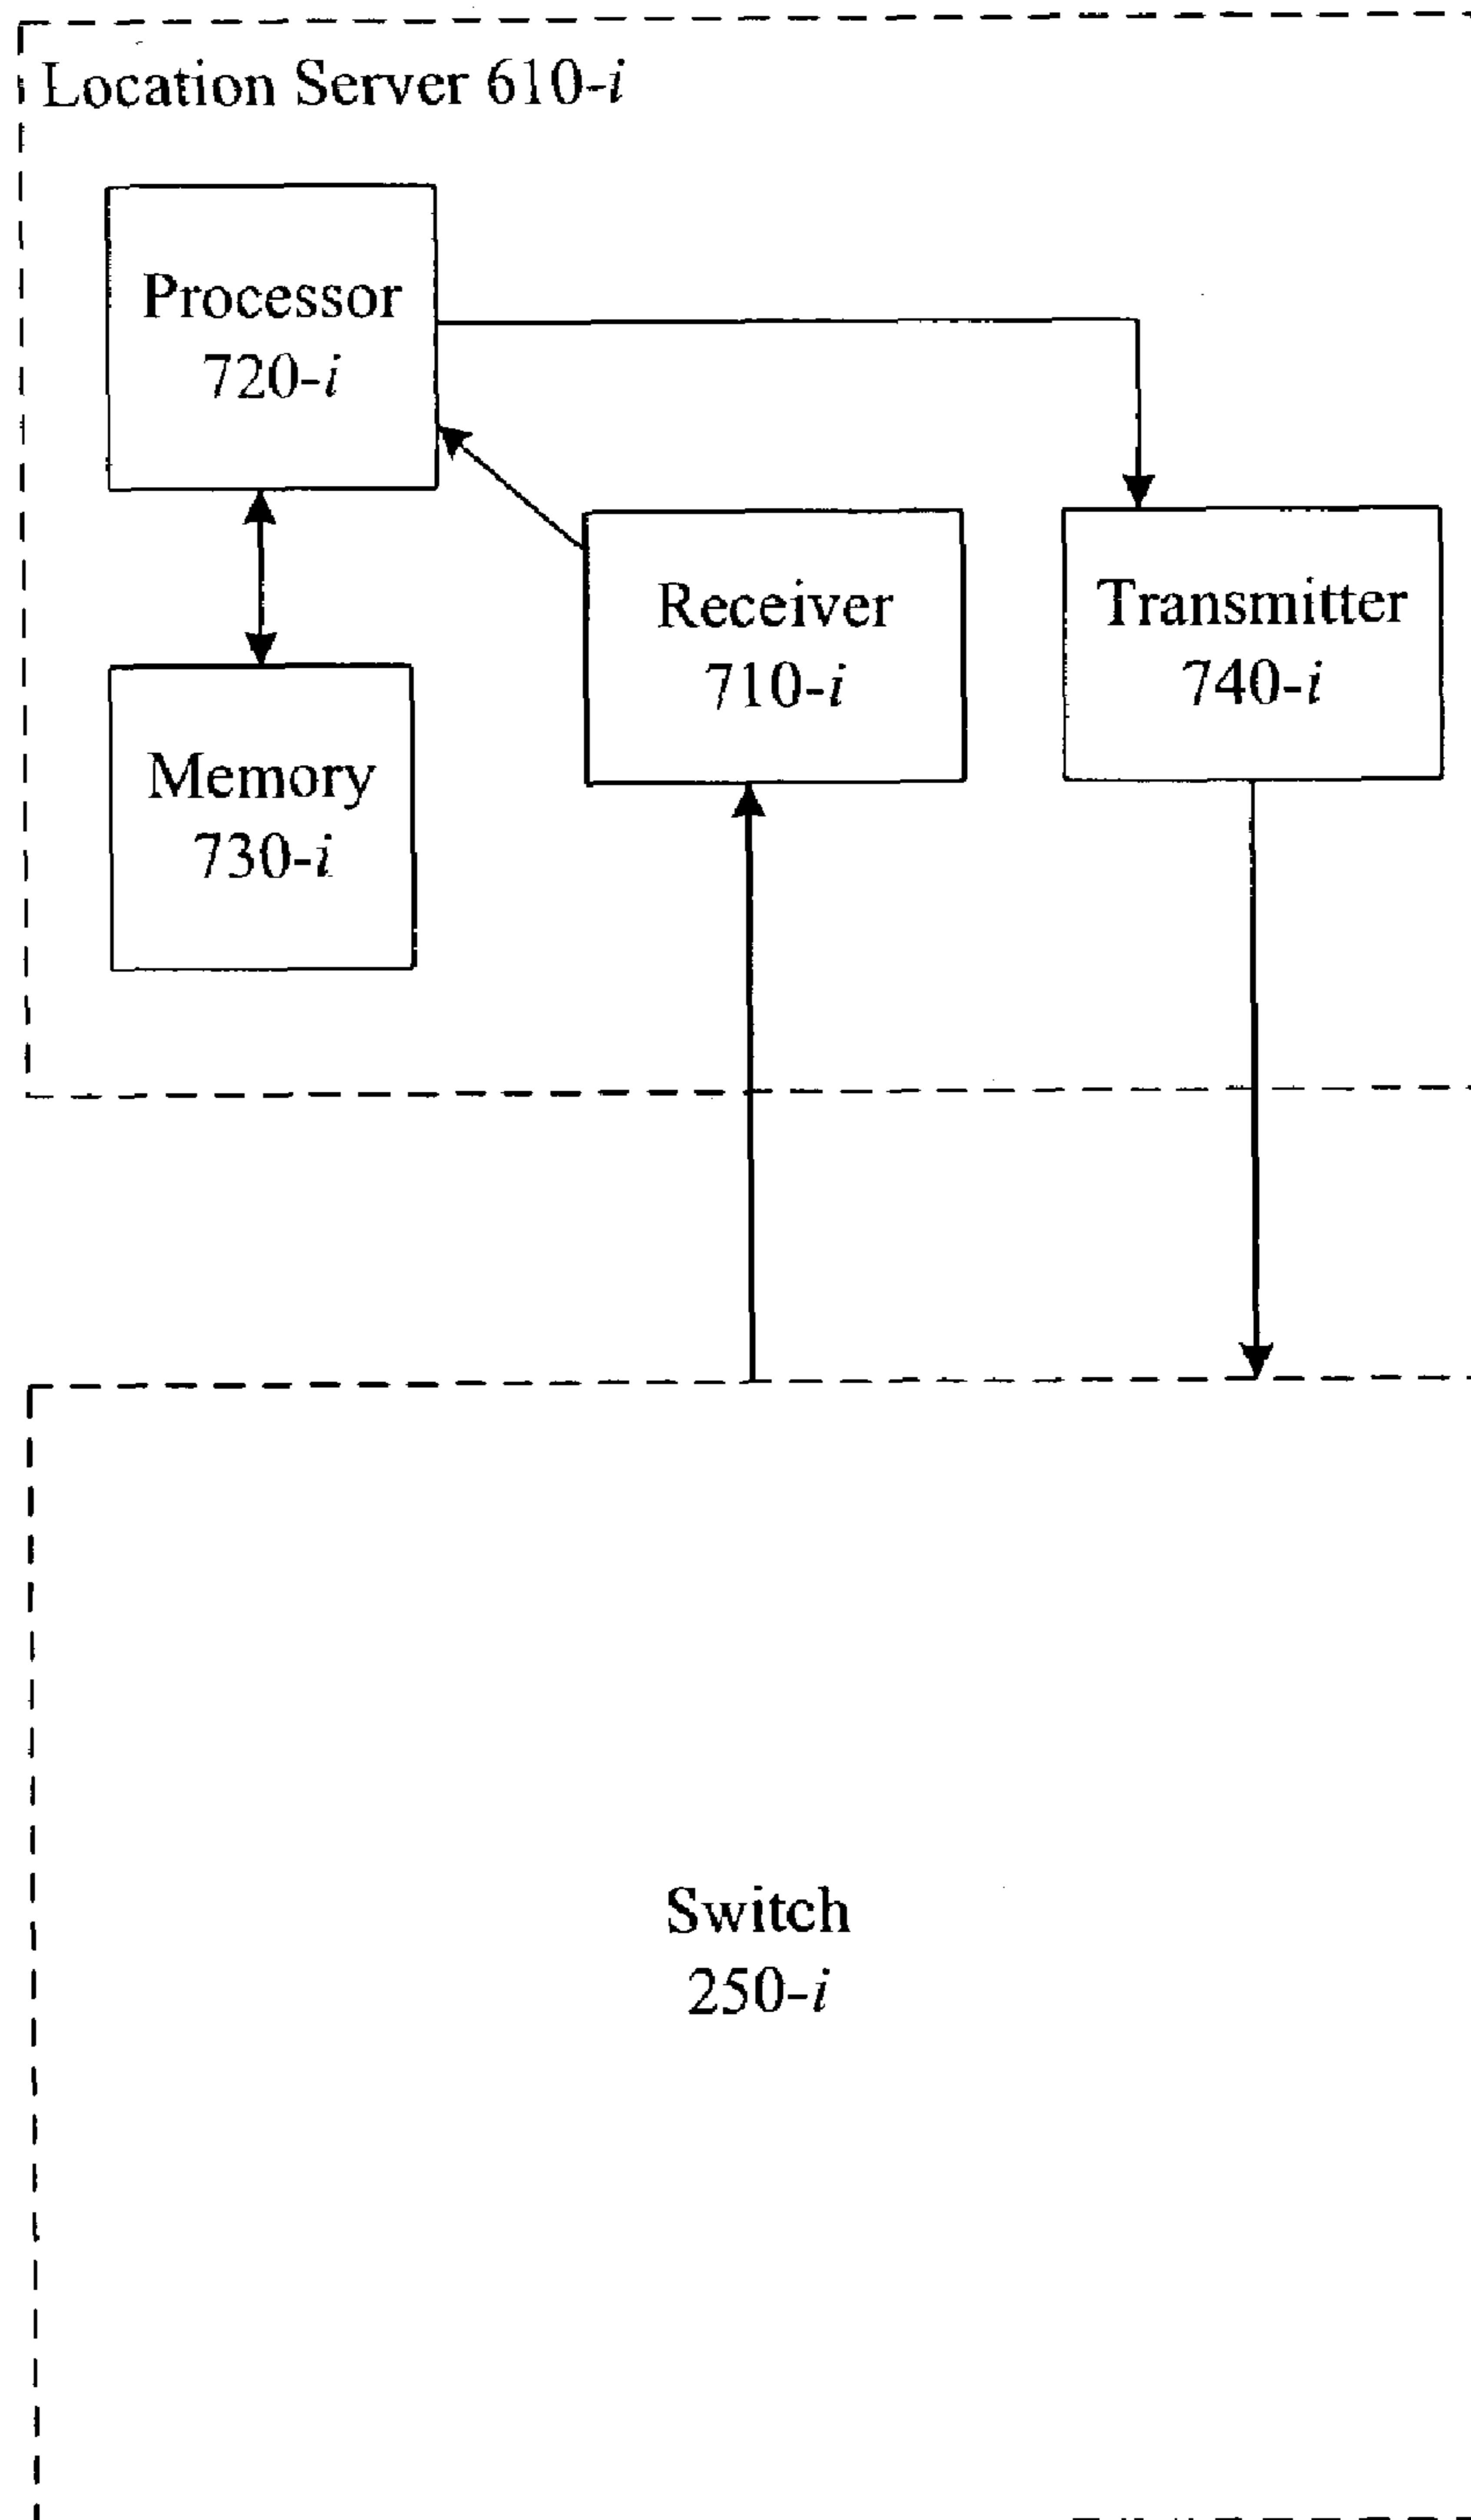 Location Server 610-i
Processor
720-i
Receiver
710-i
Transmitter
740-i
Memory
730-i
Switch
250-i